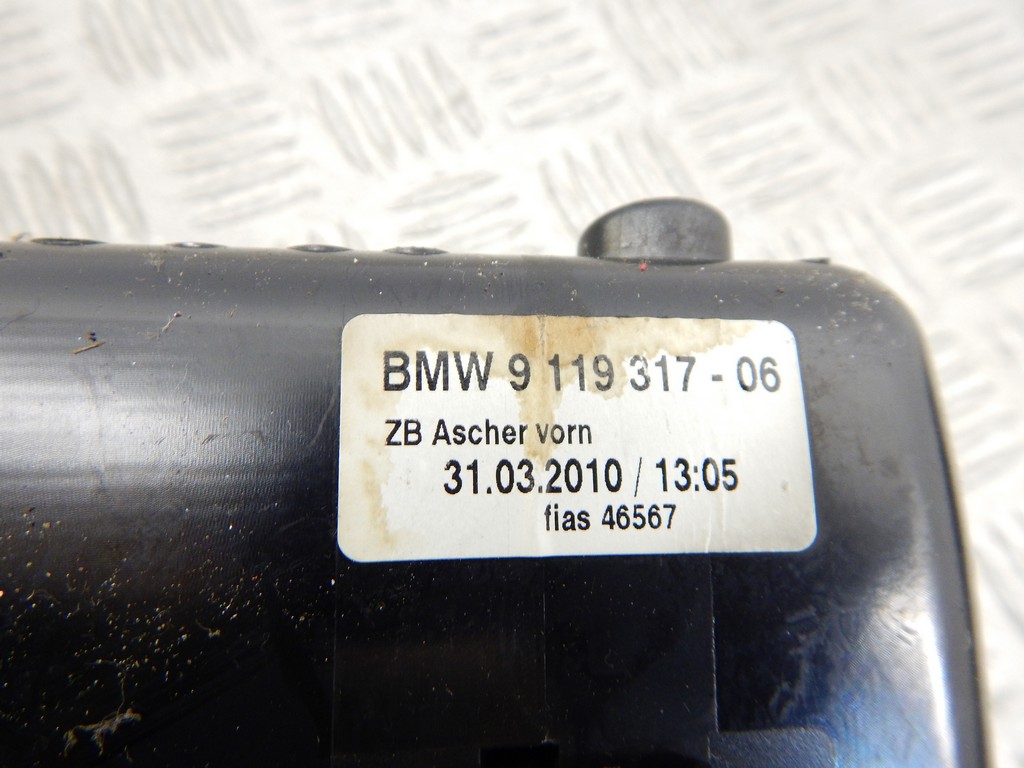 BMW 9 119 317 - 06
ZB Ascher vorn
31.03.2010 / 13:05
fias 46567